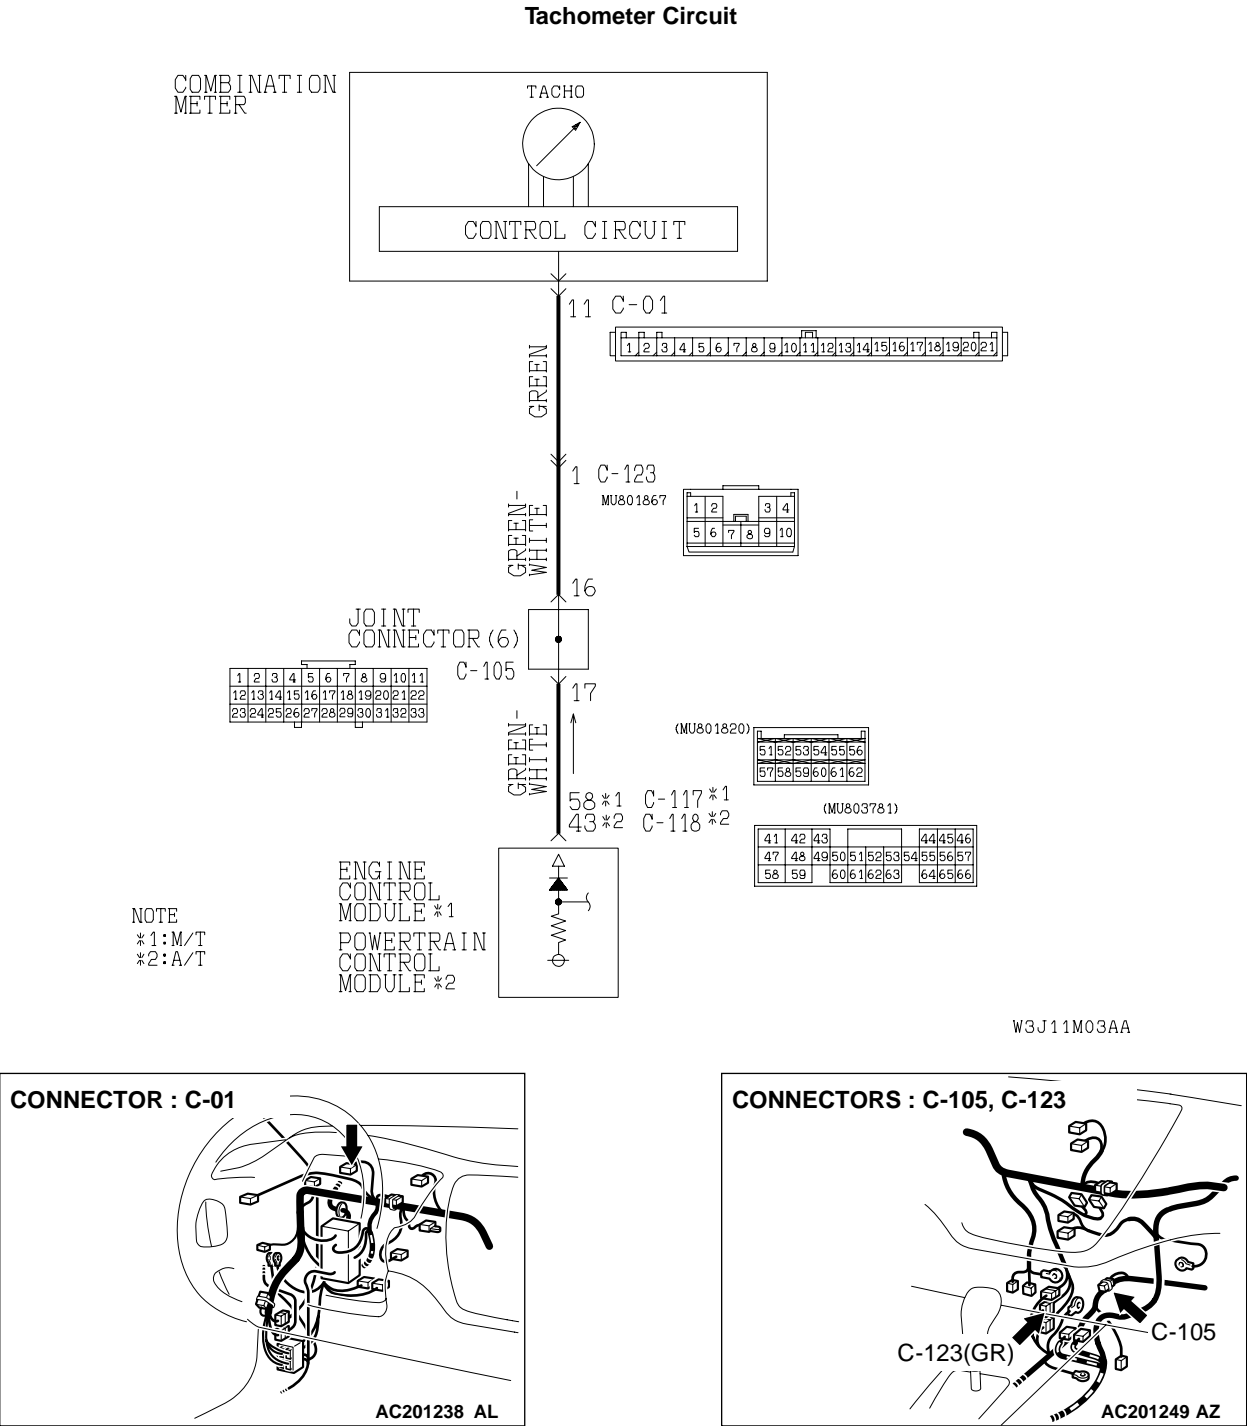 Tachometer Circuit
COMBINATION
METER
TACHO
CONTROL CIRCUIT
11 C-01
1 2 3 4 5 6 7 8 9 10 11 12 13 14 15 16 17 18 19 20 21
GREEN
1 C-123
MU801867
1 2 3 4
5 6 7 8 9 10
GREEN-
WHITE
16
JOINT
CONNECTOR (6)
C-105
1 2 3 4 5 6 7 8 9 10 11
12 13 14 15 16 17 18 19 20 21 22
23 24 25 26 27 28 29 30 31 32 33
17
GREEN-
WHITE
(MU801820)
51 52 53 54 55 56
57 58 59 60 61 62
58*1 C-117*1
43*2 C-118*2
(MU803781)
41 42 43 44 45 46
47 48 49 50 51 52 53 54 55 56 57
58 59 60 61 62 63 64 65 66
ENGINE
CONTROL
MODULE*1
POWERTRAIN
CONTROL
MODULE*2
NOTE
*1:M/T
*2:A/T
W3J11M03AA
CONNECTOR : C-01
AC201238 AL
CONNECTORS : C-105, C-123
C-105
C-123(GR)
AC201249 AZ